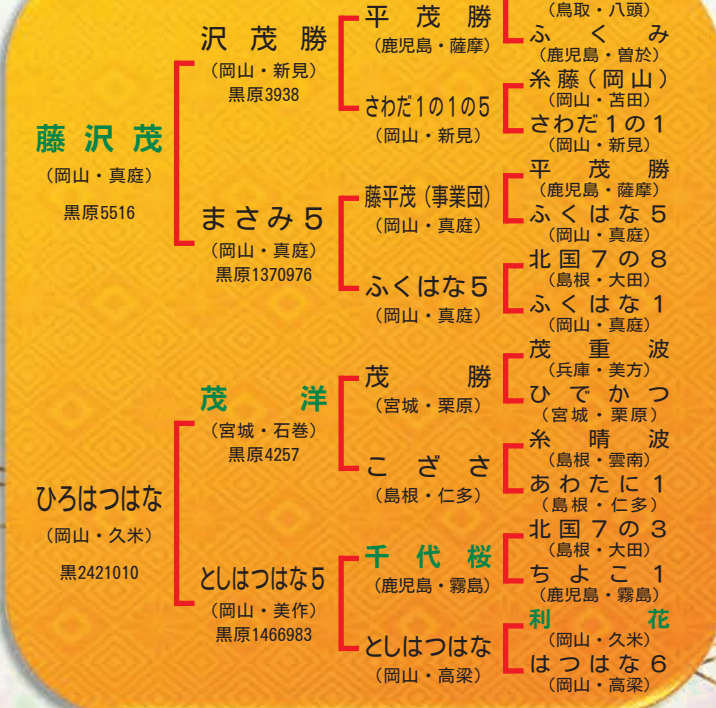 藤沢茂
（岡山・真庭）
黒原5516
ひろはつはな
（岡山・久米）
黒2421010
沢茂勝
（岡山・新見）
黒原3938
まさみ５
（岡山・真庭）
黒原1370976
茂洋
（宮城・石巻）
黒原4257
としはつはな５
（岡山・美作）
黒原1466983
平茂勝
（鹿児島・薩摩）
さわだ１の１の５
（岡山・新見）
藤平茂（事業団）
（岡山・真庭）
ふくはな５
（岡山・真庭）
茂勝
（宮城・栗原）
こざさ
（島根・仁多）
千代桜
（鹿児島・霧島）
としはつはな
（岡山・高梁）
（鳥取・八頭）
ふくみ
（鹿児島・曽於）
糸藤（岡山）
（岡山・苫田）
さわだ１の１
（岡山・新見）
平茂勝
（鹿児島・薩摩）
ふくはな５
（岡山・真庭）
北国７の８
（島根・大田）
ふくはな１
（岡山・真庭）
茂重波
（兵庫・美方）
ひでかつ
（宮城・栗原）
糸晴波
（島根・雲南）
あわたに１
（島根・仁多）
北国７の３
（島根・大田）
ちよこ１
（鹿児島・霧島）
利花
（岡山・久米）
はつはな６
（岡山・高梁）